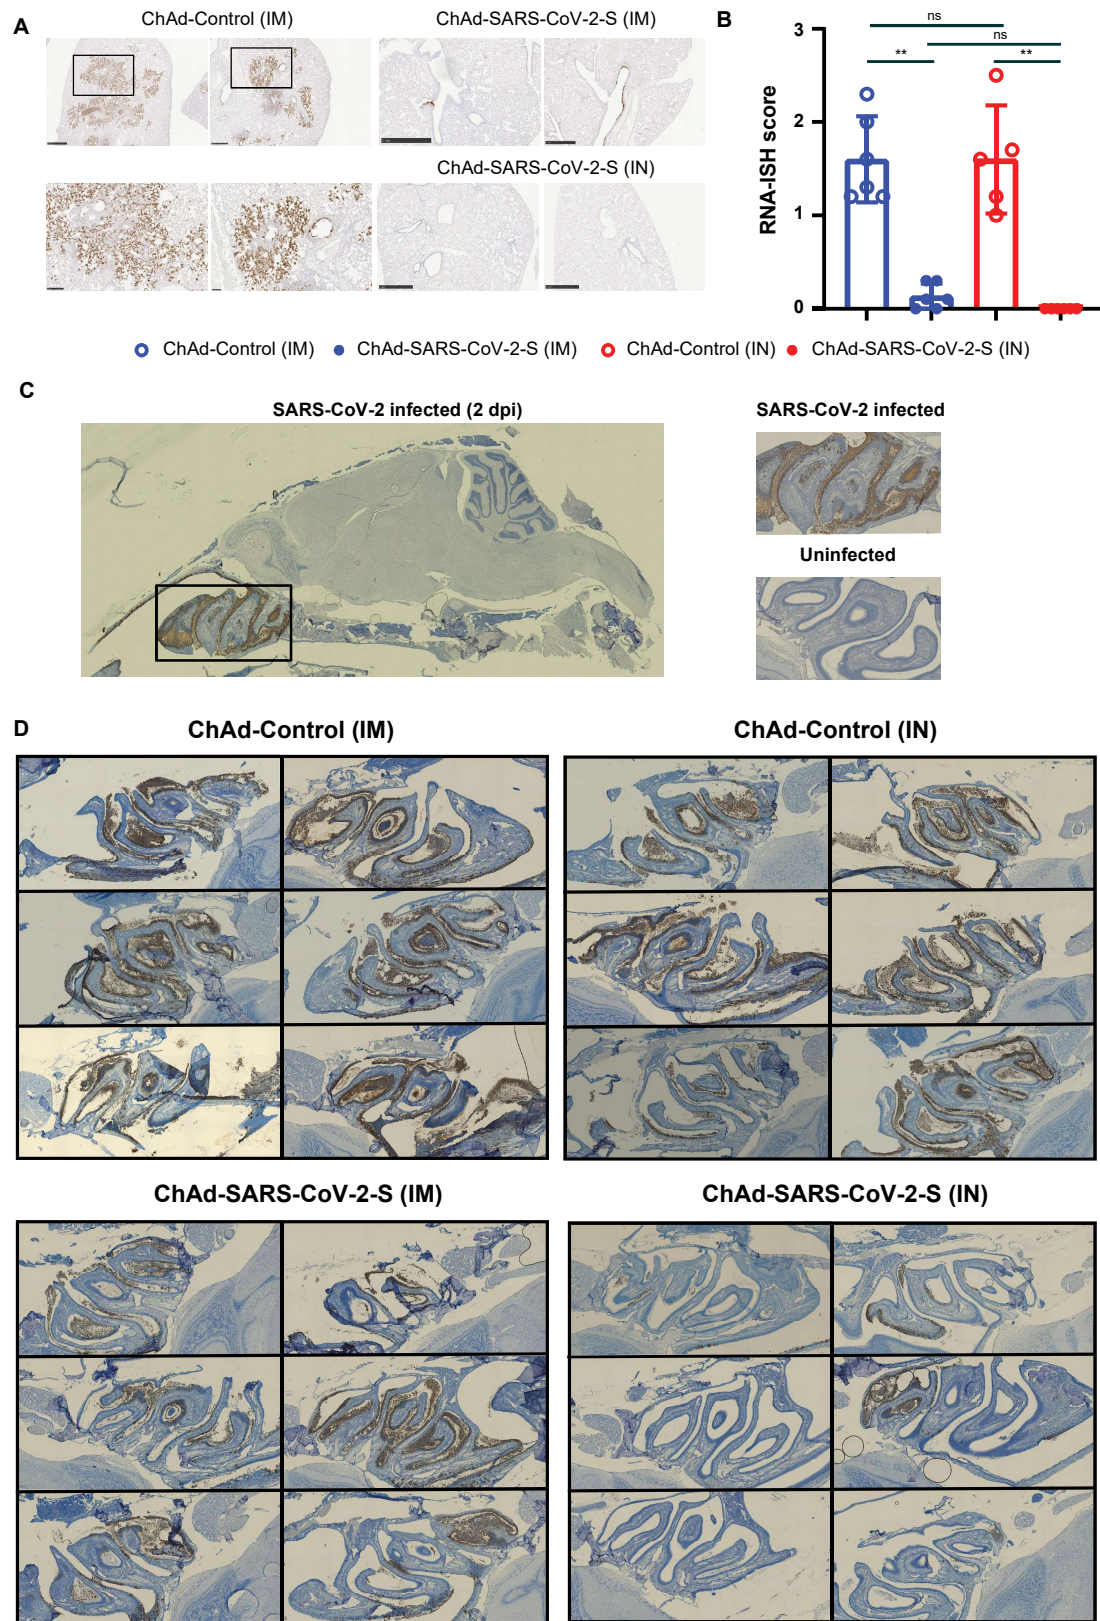 A
ChAd-Control (IM)
ChAd-SARS-CoV-2-S (IM)
ChAd-SARS-CoV-2-S (IN)
B
ns
ns
**
**
3
2
1
0
RNA-ISH score
ChAd-Control (IM)
ChAd-SARS-CoV-2-S (IM)
ChAd-Control (IN)
ChAd-SARS-CoV-2-S (IN)
C
SARS-CoV-2 infected (2 dpi)
SARS-CoV-2 infected
Uninfected
D
ChAd-Control (IM)
ChAd-Control (IN)
ChAd-SARS-CoV-2-S (IM)
ChAd-SARS-CoV-2-S (IN)